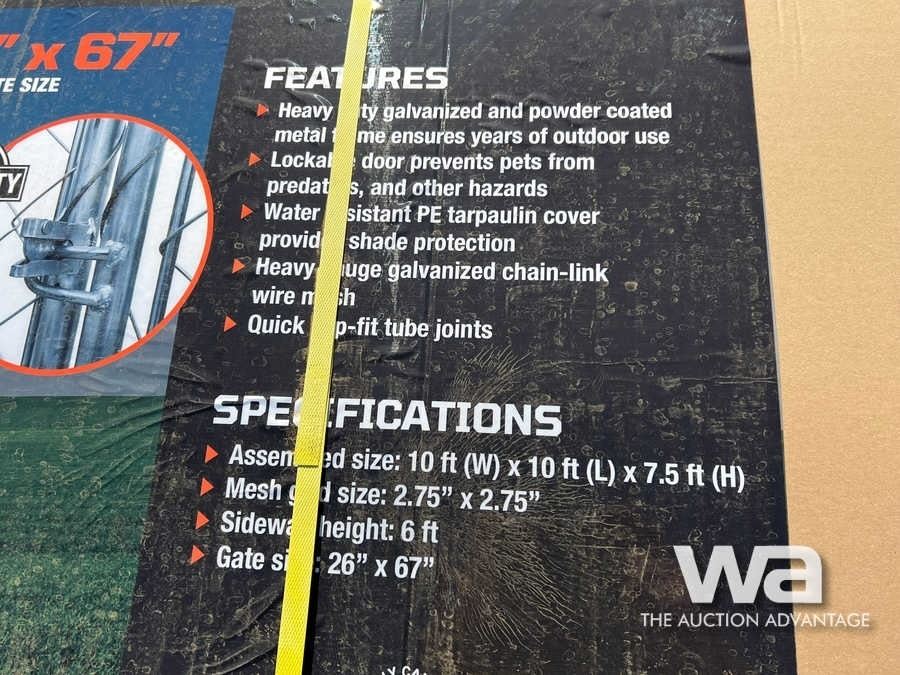 " x 67"
TE SIZE
TY
FEATURES
Heavy duty galvanized and powder coated
metal frame ensures years of outdoor use
Lockable door prevents pets from
predators, and other hazards
Water resistant PE tarpaulin cover
provides shade protection
Heavy gauge galvanized chain-link
wire mesh
Quick p-fit tube joints
SPECIFICATIONS
Assembled size: 10 ft (W) x 10 ft (L) x 7.5 ft (H)
Mesh grid size: 2.75" x 2.75"
Sidewall height: 6 ft
Gate size: 26" x 67"
wa
THE AUCTION ADVANTAGE